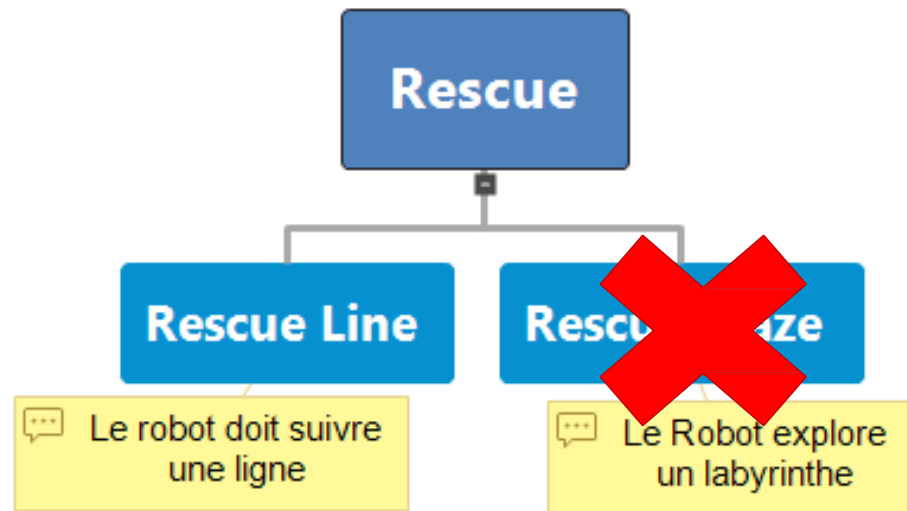 Rescue
Rescue Line
Le robot doit suivre
une ligne
Le Robot explore
un labyrinthe